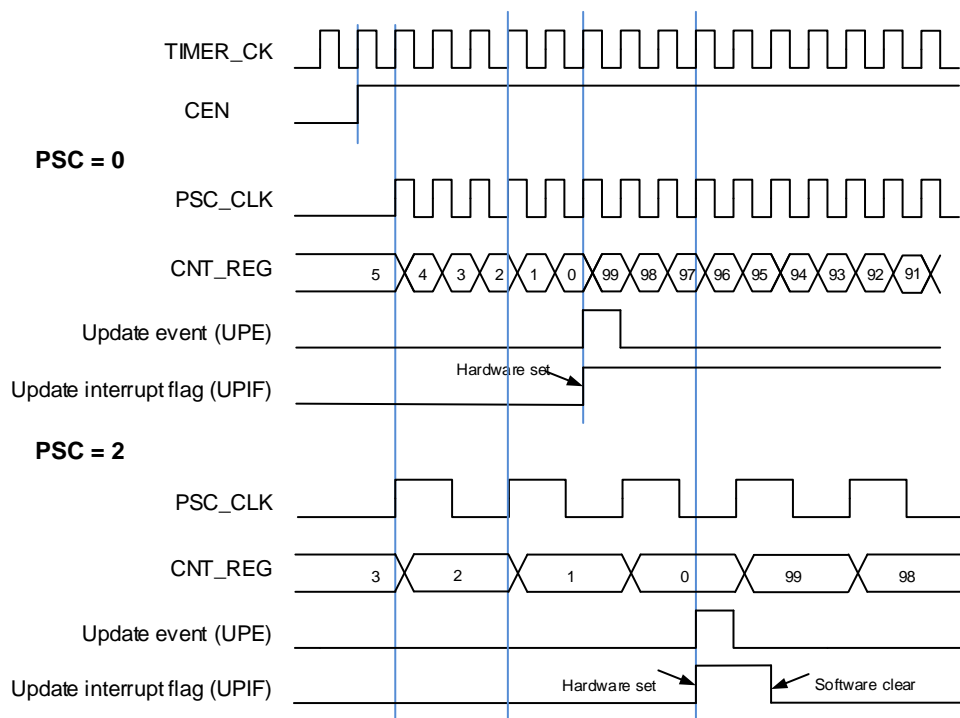 TIMER_CK
CEN
PSC = 0
PSC_CLK
CNT_REG 5 4 3 2 1 0 99 98 97 96 95 94 93 92 91
Update event (UPE)
Hardware set
Update interrupt flag (UPIF)
PSC = 2
PSC_CLK
CNT_REG 3 2 1 0 99 98
Update event (UPE)
Update interrupt flag (UPIF) Hardware set Software clear